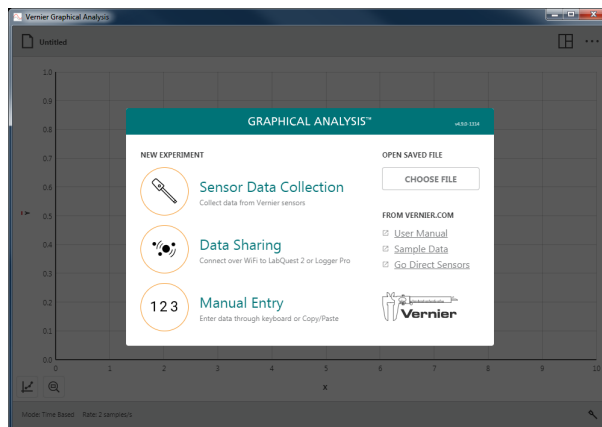 Vernier Graphical Analysis
Untitled
GRAPHICAL ANALYSIS™
NEW EXPERIMENT
Sensor Data Collection
Collect data from Vernier sensors
Data Sharing
Connect over WiFi to LabQuest 2 or Logger Pro
123
Manual Entry
Enter data through keyboard or Copy/Paste
OPEN SAVED FILE
CHOOSE FILE
FROM VERNIER.COM
User Manual
Sample Data
Go Direct Sensors
Vernier
1.0
0.9
0.8
0.7
0.6
0.5
0.4
0.3
0.2
0.1
0.0
0 1 2 3 4 5 6 7 8 9 10
Y
X
Mode: Time Based Rate: 2 samples/s